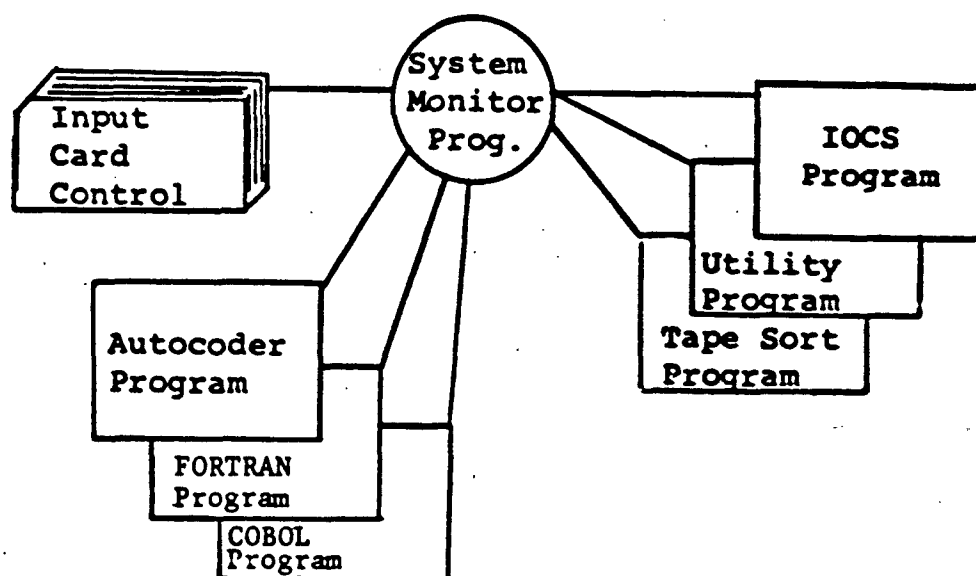 System
Monitor
Prog.
Input
Card
Control
IOCS
Program
Utility
Program
Tape Sort
Program
Autocoder
Program
FORTRAN
Program
COBOL
Program